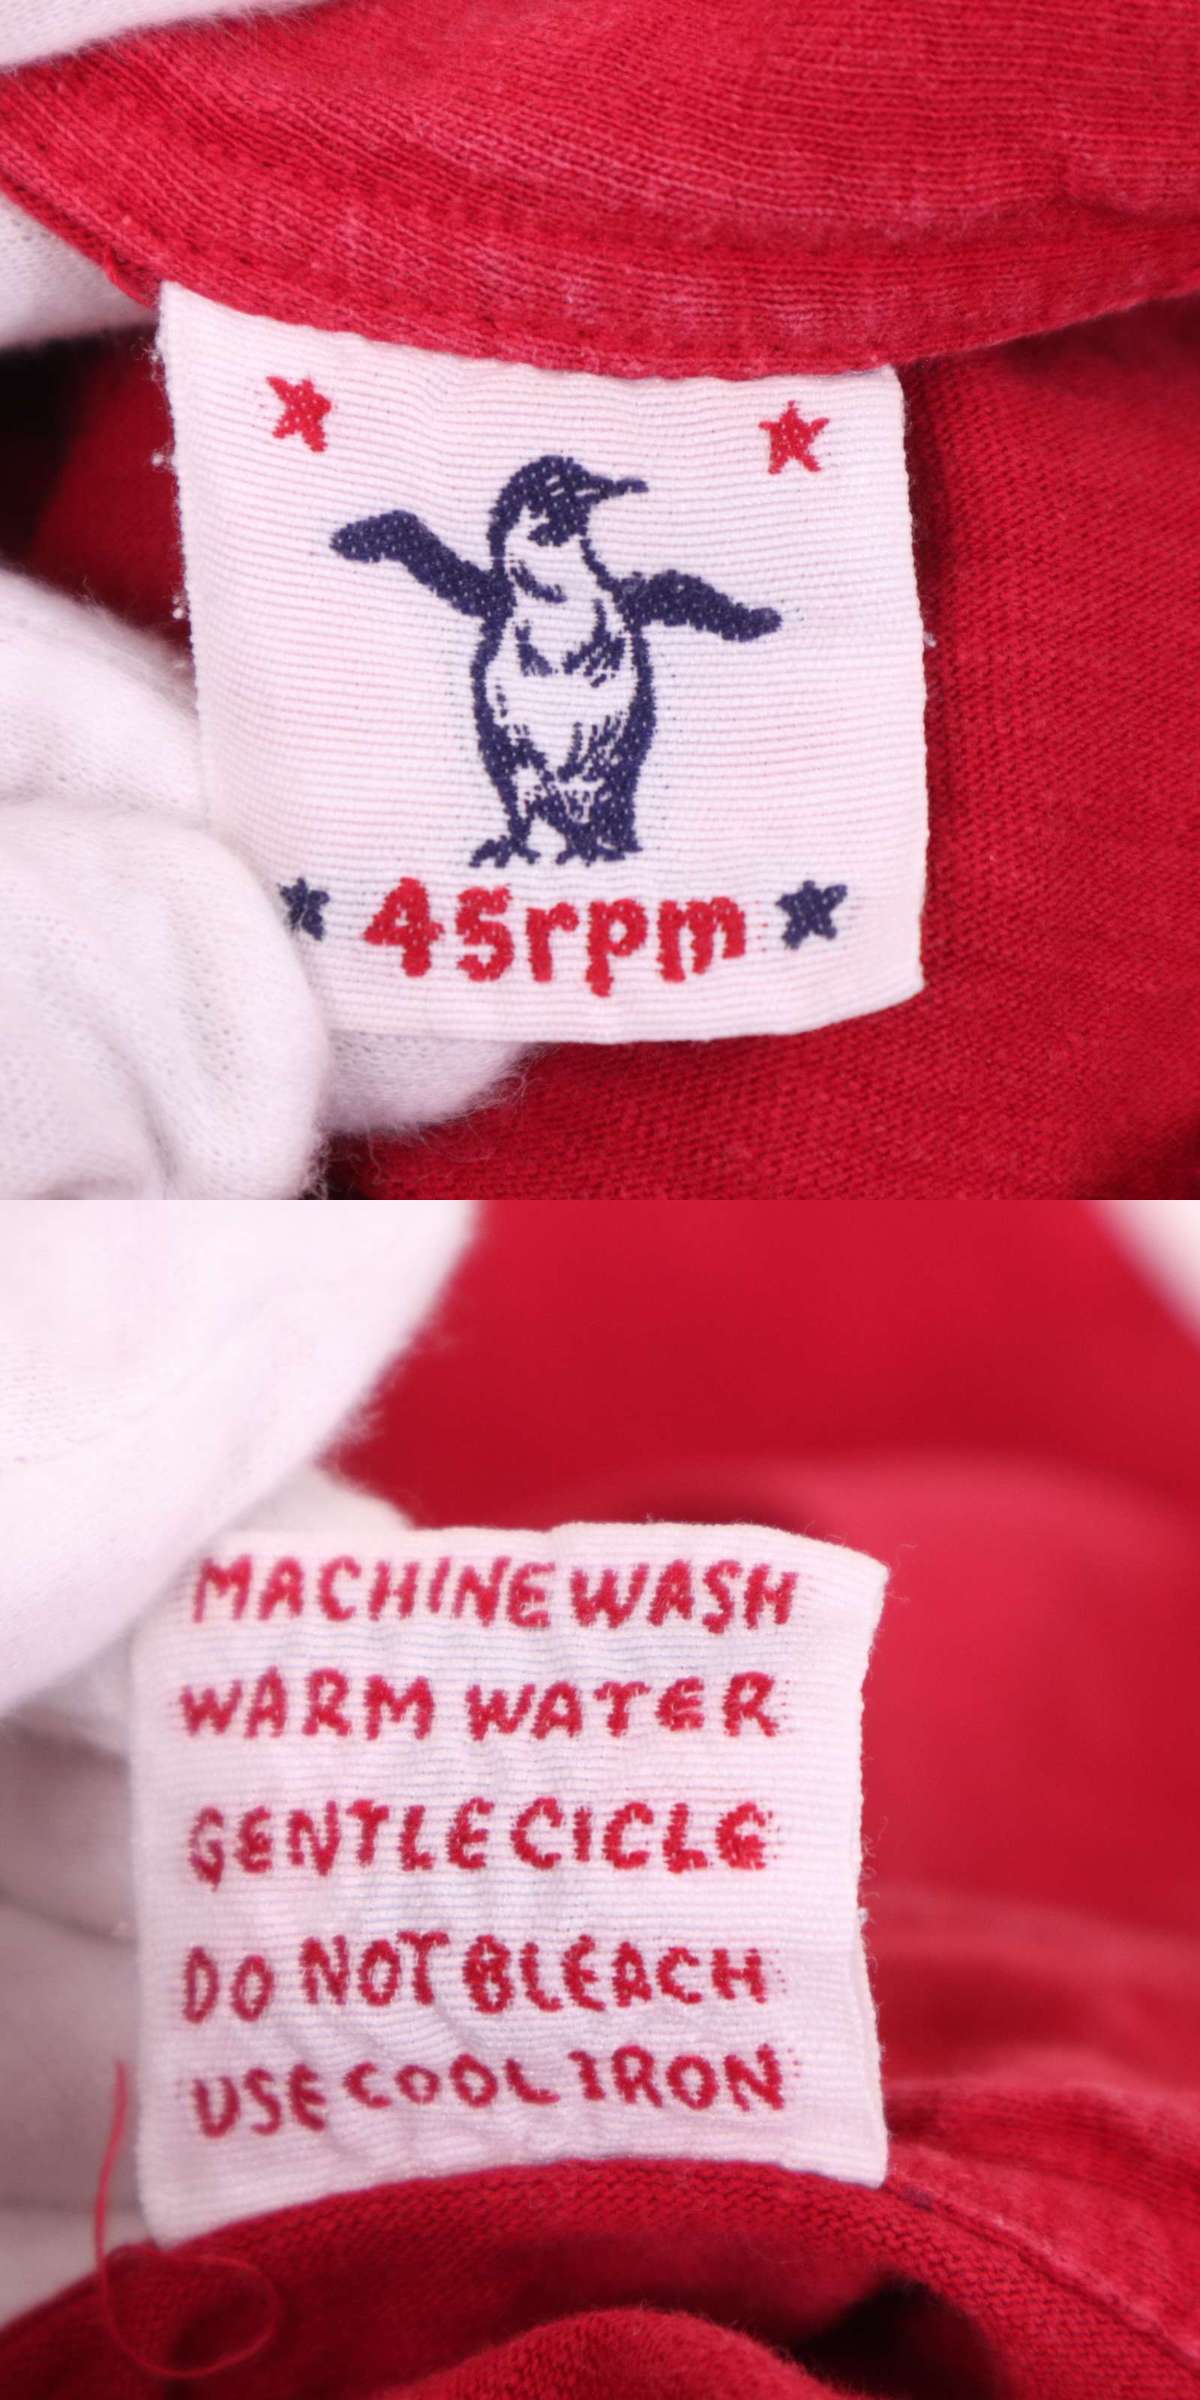 45rpm
MACHINE WASH
WARM WATER
GENTLE CICLE
DO NOT BLEACH
USE COOL IRON